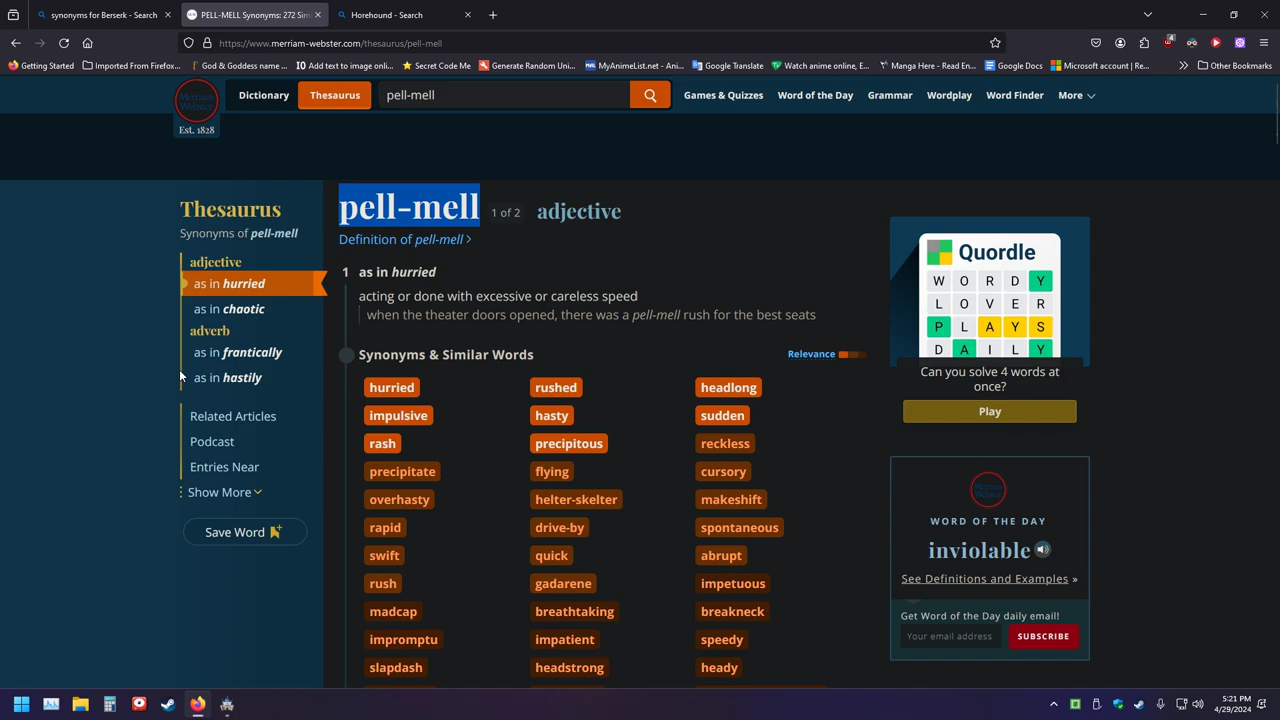 synonyms for Berserk - Search
PELL-MELL Synonyms: 272 Sim
Horehound - Search
https://www.merriam-webster.com/thesaurus/pell-mell
4
Getting Started
Imported From Firefox...
God & Goddess name ...
IO Add text to image onl...
Secret Code Me
Generate Random Uni...
MyAnimeList.net - Ani...
Google Translate
Watch anime online, E...
Manga Here - Read En...
Google Docs
Microsoft account | Re...
Other Bookmarks
Merriam-
Webster
Est. 1828
Dictionary
Thesaurus
pell-mell
Games & Quizzes
Word of the Day
Grammar
Wordplay
Word Finder
More
Thesaurus
Synonyms of pell-mell
adjective
as in hurried
as in chaotic
adverb
as in frantically
as in hastily
Related Articles
Podcast
Entries Near
Show More
Save Word
pell-mell 1 of 2 adjective
Definition of pell-mell >
1 as in hurried
acting or done with excessive or careless speed
when the theater doors opened, there was a pell-mell rush for the best seats
Synonyms & Similar Words
Relevance
hurried rushed headlong
impulsive hasty sudden
rash precipitous reckless
precipitate flying cursory
overhasty helter-skelter makeshift
rapid drive-by spontaneous
swift quick abrupt
rush gadarene impetuous
madcap breathtaking breakneck
impromptu impatient speedy
slapdash headstrong heady
Quordle
W O R D Y
L O V E R
P L A Y S
D A I L Y
Can you solve 4 words at
once?
Play
WORD OF THE DAY
inviolable
See Definitions and Examples »
Get Word of the Day daily email!
Your email address
SUBSCRIBE
5:21 PM
4/29/2024